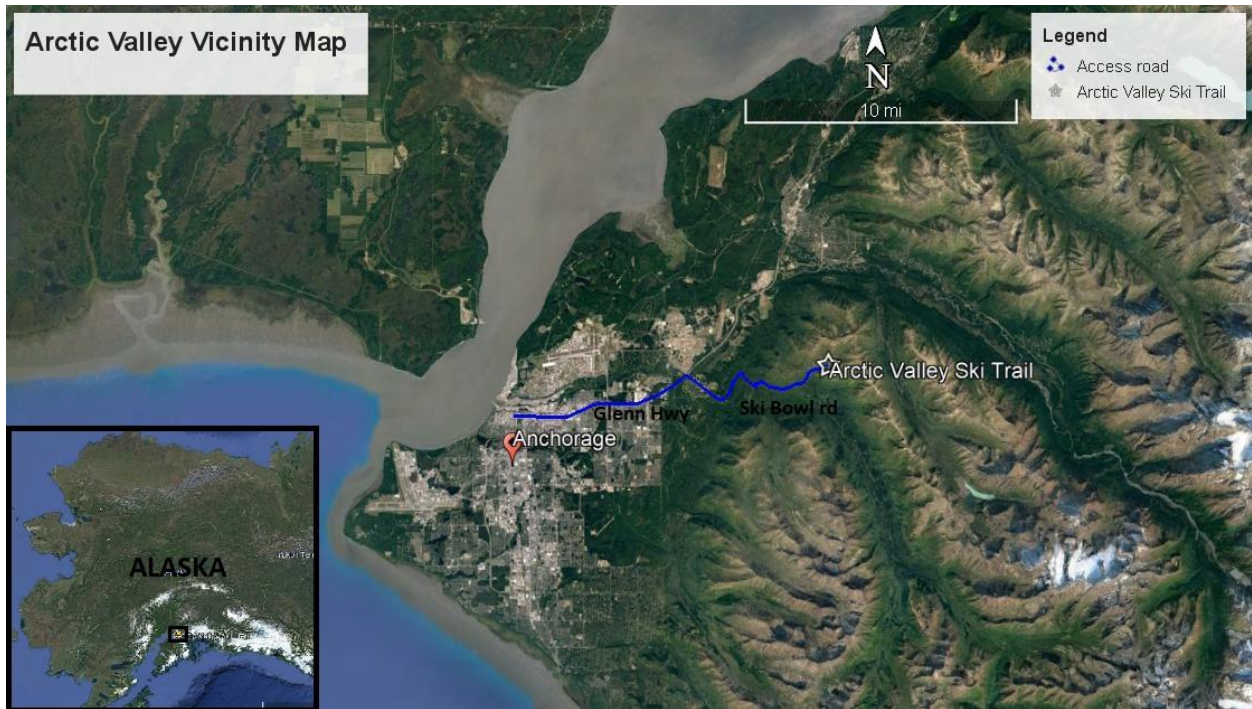 Arctic Valley Vicinity Map
N
10 mi
Legend
Access road
Arctic Valley Ski Trail
Arctic Valley Ski Trail
Glenn Hwy
Ski Bowl rd
Anchorage
ALASKA